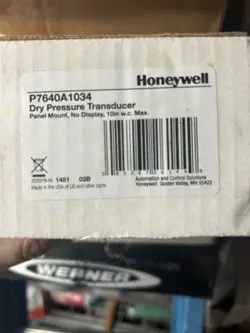 Honeywell
P7640A1034
Dry Pressure Transducer
Panel Mount, No Display, 10in w.c. Max.
1451 03B
Made in the USA of US and other parts
Automation and Control Solutions
Honeywell Golden Valley, MN 55422
WERNER